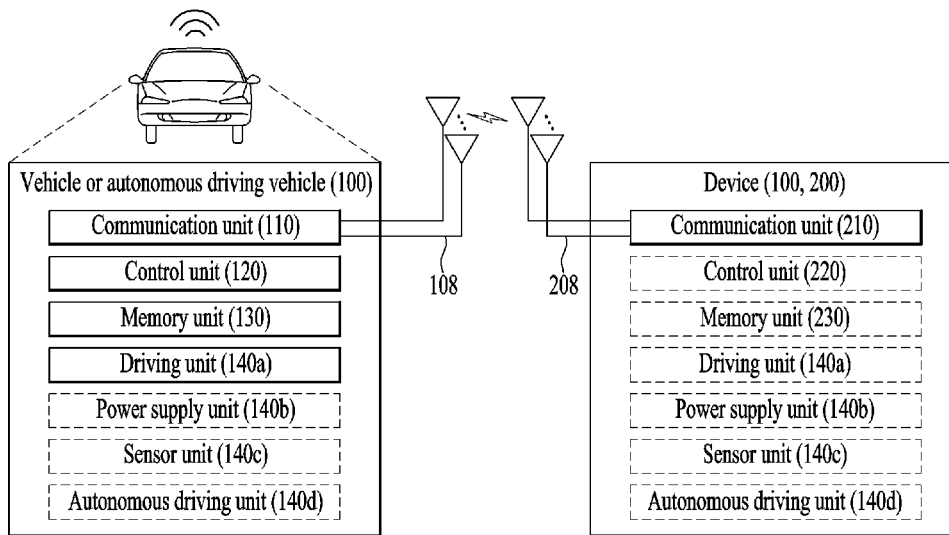 Vehicle or autonomous driving vehicle (100)
Communication unit (110)
Control unit (120)
Memory unit (130)
Driving unit (140a)
Power supply unit (140b)
Sensor unit (140c)
Autonomous driving unit (140d)
108
208
Device (100, 200)
Communication unit (210)
Control unit (220)
Memory unit (230)
Driving unit (140a)
Power supply unit (140b)
Sensor unit (140c)
Autonomous driving unit (140d)